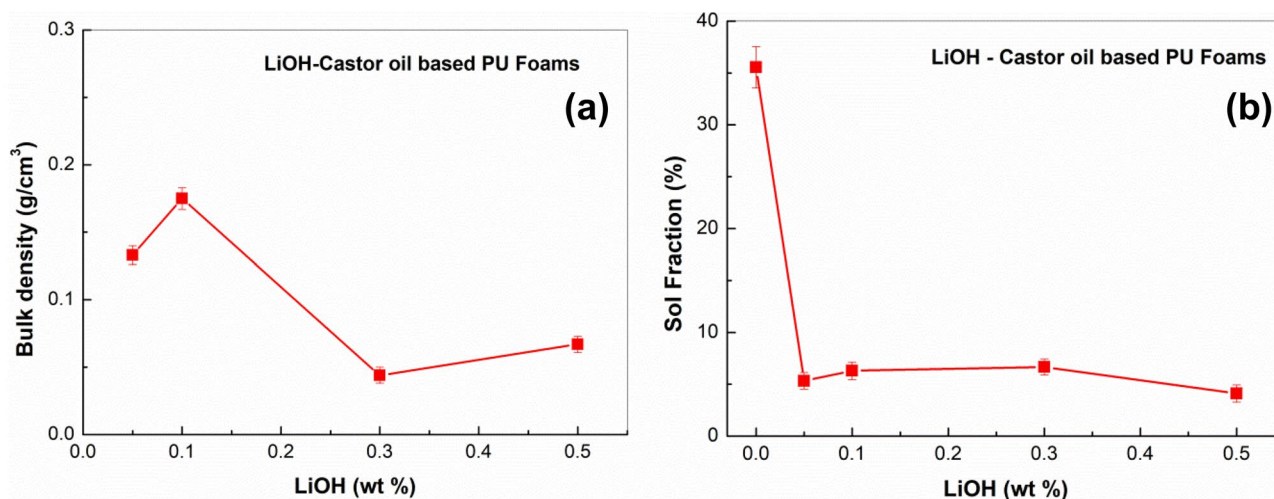 0.3
LiOH-Castor oil based PU Foams
(a)
0.2
0.1
0.0
Bulk density (g/cm³)
0.0 0.1 0.2 0.3 0.4 0.5
LiOH (wt %)
40
LiOH - Castor oil based PU Foams
(b)
30
20
10
0
Sol Fraction (%)
0.0 0.1 0.2 0.3 0.4 0.5
LiOH (wt %)